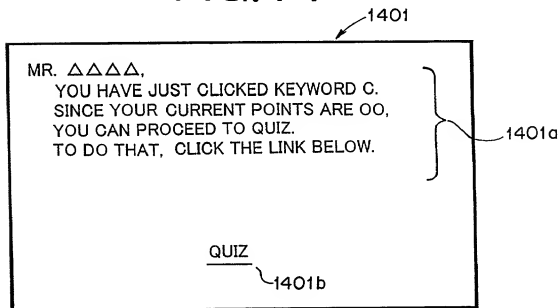 1401
MR. △△△△,
YOU HAVE JUST CLICKED KEYWORD C.
SINCE YOUR CURRENT POINTS ARE OO,
YOU CAN PROCEED TO QUIZ.
TO DO THAT, CLICK THE LINK BELOW.
1401a
QUIZ
1401b